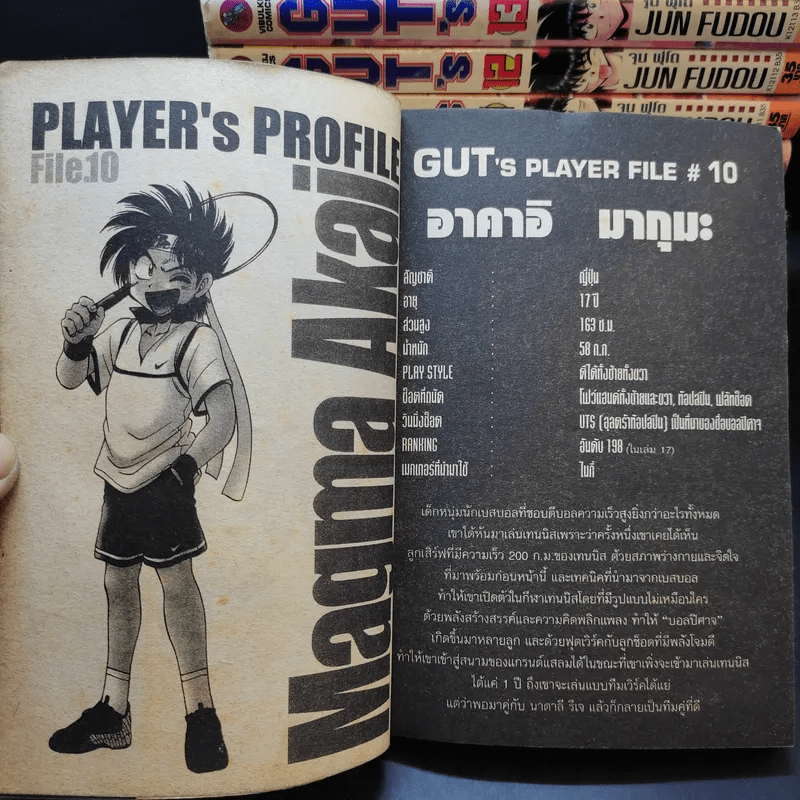 GUT's 13
จุน ฟูโด
JUN FUDOU
VIBULKIJ COMICS
GUT's 12
จุน ฟูโด
JUN FUDOU
35
จุน ฟูโด
PLAYER's PROFILE
File.10
Magma Akai
GUT's PLAYER FILE # 10
อาคาอิ มากุมะ
สัญชาติ : ญี่ปุ่น
อายุ : 17 ปี
ส่วนสูง : 163 ซ.ม.
น้ำหนัก : 58 ก.ก.
PLAY STYLE : ตีได้ทั้งซ้ายทั้งขวา
ช็อตที่ถนัด : โฟร์แฮนด์ทั้งซ้ายและขวา, ท้อปสปิน, ฟลัทช็อต
วินนิ่งช็อต : UTS (อุลตร้าท้อปสปิน) เป็นที่มาของชื่อบอลปีศาจ
RANKING : อันดับ 198 (ในเล่ม 17)
เมกเกอร์ที่นำมาใช้ : ไนกี้
เด็กหนุ่มนักเบสบอลที่ชอบตีบอลความเร็วสูงยิ่งกว่าอะไรทั้งหมด
เขาได้หันมาเล่นเทนนิสเพราะว่าครั้งหนึ่งเขาเคยได้เห็น
ลูกเสิร์ฟที่มีความเร็ว 200 ก.ม.ของเทนนิส ด้วยสภาพร่างกายและจิตใจ
ที่มาพร้อมก่อนหน้านี้ และเทคนิคที่นำมาจากเบสบอล
ทำให้เขาเปิดตัวในกีฬาเทนนิสโดยที่มีรูปแบบไม่เหมือนใคร
ด้วยพลังสร้างสรรค์และความคิดพลิกแพลง ทำให้ “บอลปีศาจ”
เกิดขึ้นมาหลายลูก และด้วยฟุตเวิร์คกับลูกช็อตที่มีพลังโจมตี
ทำให้เขาเข้าสู่สนามของแกรนด์แสลมได้ในขณะที่เขาเพิ่งจะเข้ามาเล่นเทนนิส
ได้แค่ 1 ปี ถึงเขาจะเล่นแบบทีมเวิร์คได้แย่
แต่ว่าพอมาคู่กับ นาตาลี รีเจ แล้วก็กลายเป็นทีมคู่ที่ดี